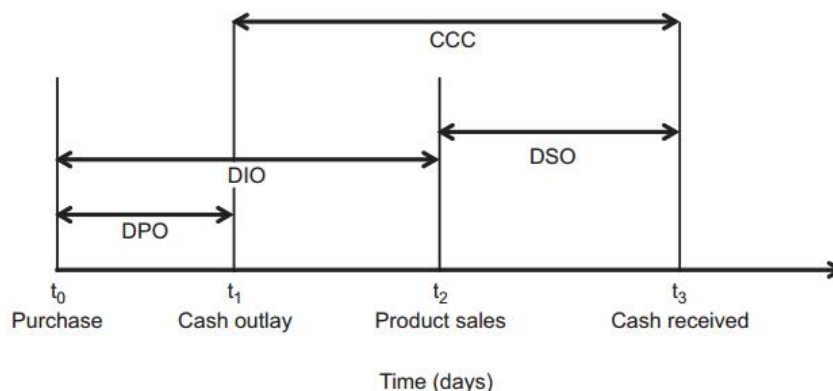 CCC
DSO
DIO
DPO
t₀ t₁ t₂ t₃
Purchase Cash outlay Product sales Cash received
Time (days)